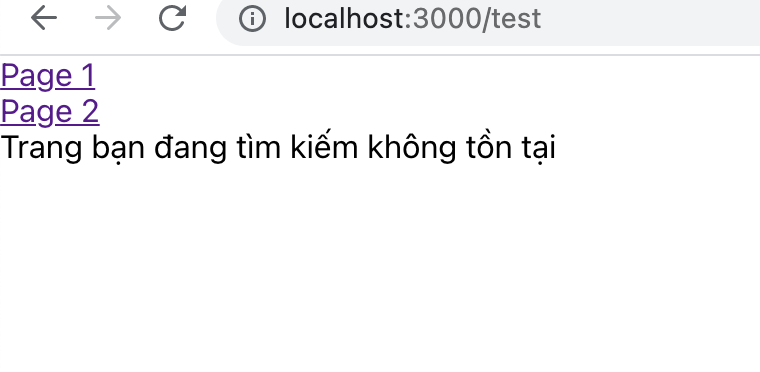 localhost:3000/test
Page 1
Page 2
Trang bạn đang tìm kiếm không tồn tại